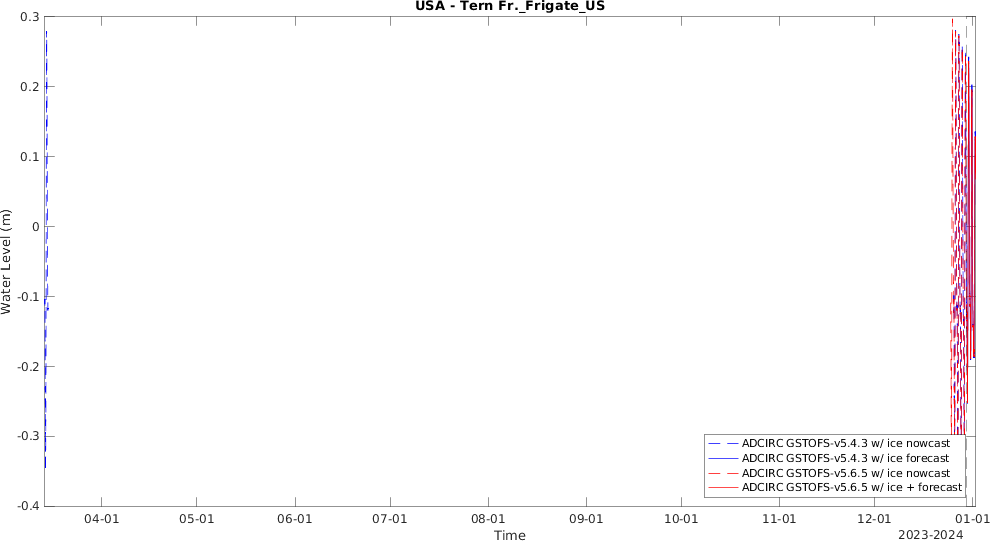 USA - Tern Fr._Frigate_US
0.3
0.2
0.1
0
-0.1
-0.2
-0.3
-0.4
Water Level (m)
ADCIRC GSTOFS-v5.4.3 w/ ice nowcast
ADCIRC GSTOFS-v5.4.3 w/ ice forecast
ADCIRC GSTOFS-v5.6.5 w/ ice nowcast
ADCIRC GSTOFS-v5.6.5 w/ ice + forecast
04-01 05-01 06-01 07-01 08-01 09-01 10-01 11-01 12-01 01-01
Time
2023-2024